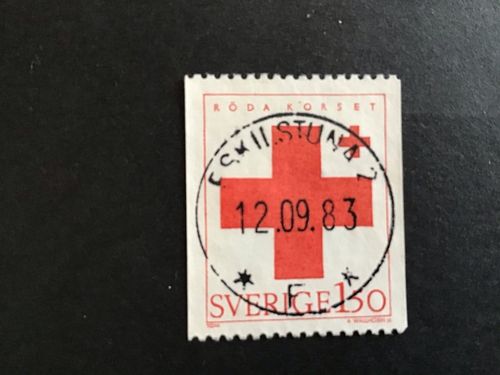 RÖDA KORSET
ESKILSTUNA 2
12.09.83
F
SVERIGE 150